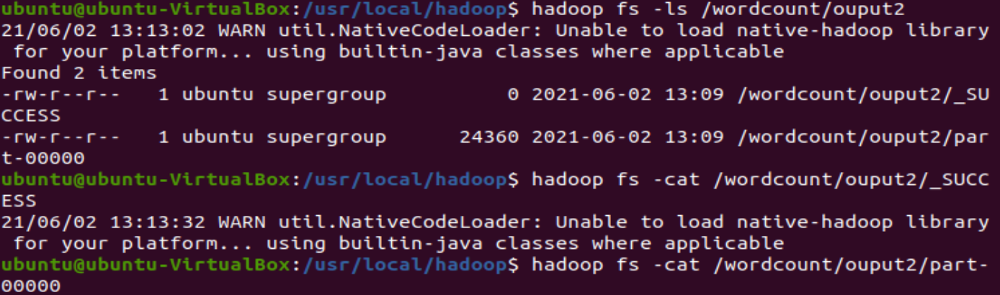 ubuntu@ubuntu-VirtualBox:/usr/local/hadoop$ hadoop fs -ls /wordcount/ouput2
21/06/02 13:13:02 WARN util.NativeCodeLoader: Unable to load native-hadoop library
 for your platform... using builtin-java classes where applicable
Found 2 items
-rw-r--r--   1 ubuntu supergroup          0 2021-06-02 13:09 /wordcount/ouput2/_SU
CCESS
-rw-r--r--   1 ubuntu supergroup      24360 2021-06-02 13:09 /wordcount/ouput2/par
t-00000
ubuntu@ubuntu-VirtualBox:/usr/local/hadoop$ hadoop fs -cat /wordcount/ouput2/_SUCC
ESS
21/06/02 13:13:32 WARN util.NativeCodeLoader: Unable to load native-hadoop library
 for your platform... using builtin-java classes where applicable
ubuntu@ubuntu-VirtualBox:/usr/local/hadoop$ hadoop fs -cat /wordcount/ouput2/part-
00000